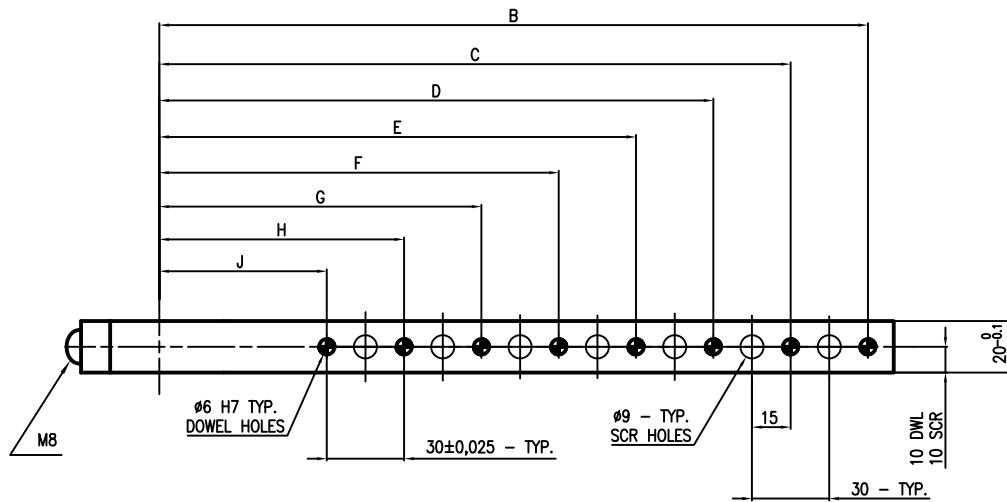 B
C
D
E
F
G
H
J
M8
ø6 H7 TYP.
DOWEL HOLES
30±0,025 - TYP.
ø9 - TYP.
SCR HOLES
15
30 - TYP.
10 DWL
10 SCR
20 0 -0.1